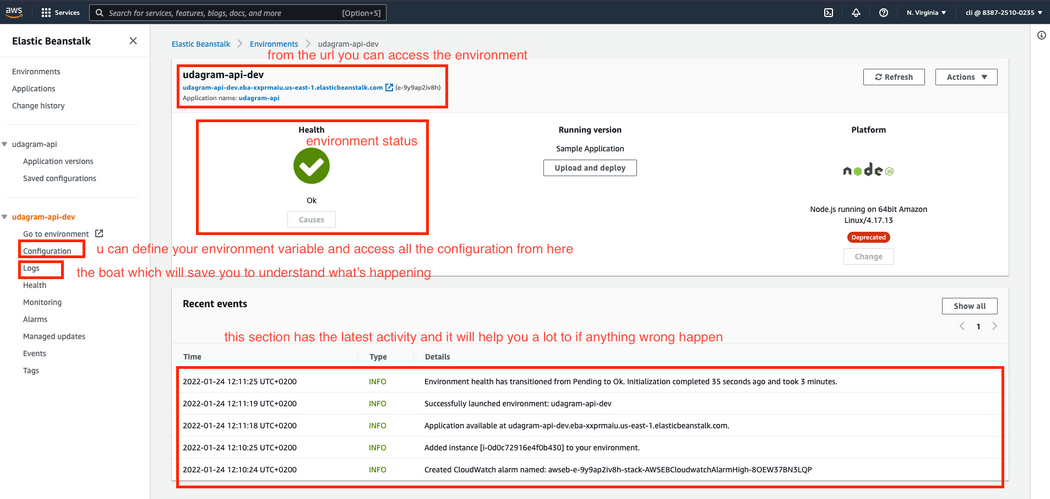 aws
Services
Search for services, features, blogs, docs, and more
[Option+S]
N. Virginia
cli @ 8387-2510-0235
Elastic Beanstalk
Environments
Applications
Change history
udagram-api
Application versions
Saved configurations
udagram-api-dev
Go to environment
Configuration
Logs
Health
Monitoring
Alarms
Managed updates
Events
Tags
Elastic Beanstalk > Environments > udagram-api-dev
from the url you can access the environment
udagram-api-dev
udagram-api-dev.eba-xxprmaiu.us-east-1.elasticbeanstalk.com (e-9y9ap2iv8h)
Application name: udagram-api
Refresh
Actions
Health
environment status
Ok
Causes
Running version
Sample Application
Upload and deploy
Platform
node JS
Node.js running on 64bit Amazon
Linux/4.17.13
Deprecated
Change
u can define your environment variable and access all the configuration from here
the boat which will save you to understand what's happening
Recent events
Show all
1
this section has the latest activity and it will help you a lot to if anything wrong happen
Time Type Details
2022-01-24 12:11:25 UTC+0200 INFO Environment health has transitioned from Pending to Ok. Initialization completed 35 seconds ago and took 3 minutes.
2022-01-24 12:11:19 UTC+0200 INFO Successfully launched environment: udagram-api-dev
2022-01-24 12:11:18 UTC+0200 INFO Application available at udagram-api-dev.eba-xxprmaiu.us-east-1.elasticbeanstalk.com.
2022-01-24 12:10:25 UTC+0200 INFO Added instance [i-0d0c72916e4f0b430] to your environment.
2022-01-24 12:10:24 UTC+0200 INFO Created CloudWatch alarm named: awseb-e-9y9ap2iv8h-stack-AWSEBCloudwatchAlarmHigh-8OEW37BN3LQP